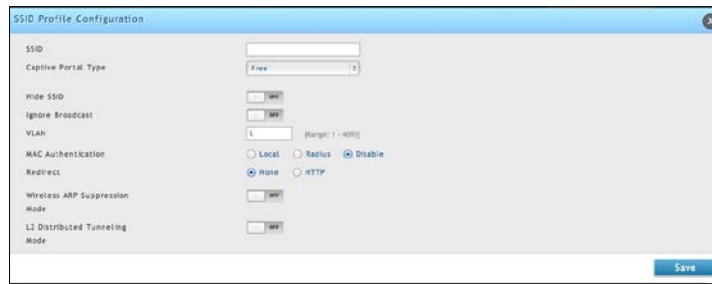 SSID Profile Configuration
SSID
Captive Portal Type Free
Hide SSID OFF
Ignore Broadcast OFF
VLAN [Range: 1 - 4093]
MAC Authentication Local Radius Disable
Redirect None HTTP
Wireless ARP Suppression Mode OFF
L2 Distributed Tunneling Mode OFF
Save